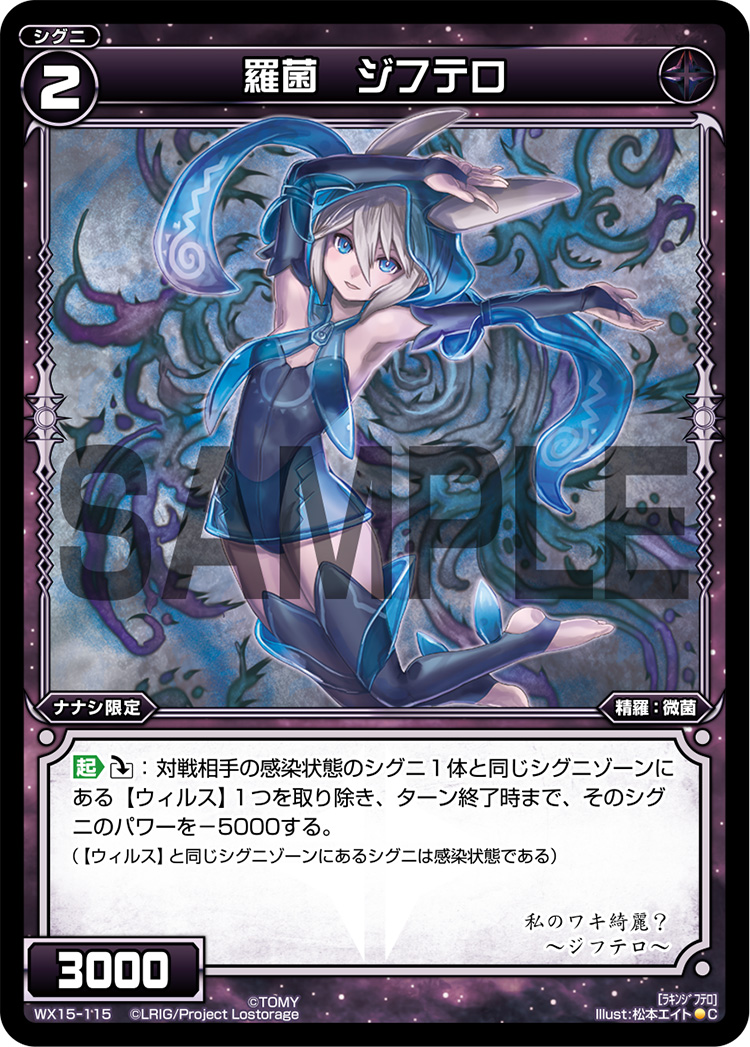 シグニ
2
羅菌　ジフテロ
SAMPLE
ナナシ限定
精羅：微菌
起：対戦相手の感染状態のシグニ１体と同じシグニゾーンに
ある【ウィルス】１つを取り除き、ターン終了時まで、そのシグ
ニのパワーを－5000する。
（【ウィルス】と同じシグニゾーンにあるシグニは感染状態である）
私のワキ綺麗？
～ジフテロ～
3000
©TOMY
[ラキンジフテロ]
WX15-115 ©LRIG/Project Lostorage
Illust:松本エイト C